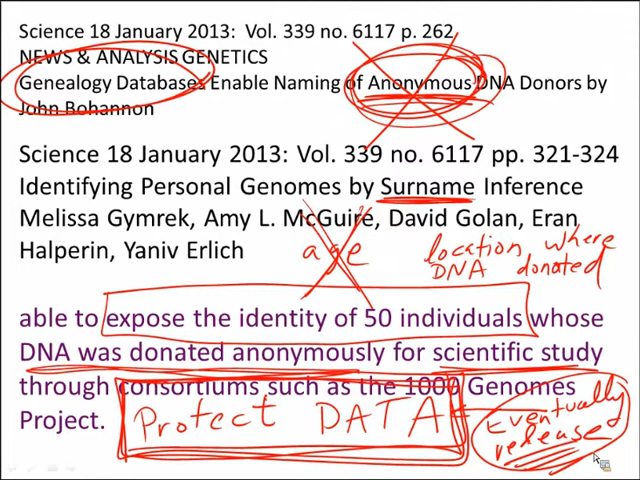 Science 18 January 2013: Vol. 339 no. 6117 p. 262
NEWS & ANALYSIS GENETICS
Genealogy Databases Enable Naming of Anonymous DNA Donors by
John Bohannon
Science 18 January 2013: Vol. 339 no. 6117 pp. 321-324
Identifying Personal Genomes by Surname Inference
Melissa Gymrek, Amy L. McGuire, David Golan, Eran
Halperin, Yaniv Erlich
age
location where
DNA donated
able to expose the identity of 50 individuals whose
DNA was donated anonymously for scientific study
through consortiums such as the 1000 Genomes
Project.
Protect DATA
Eventually
released